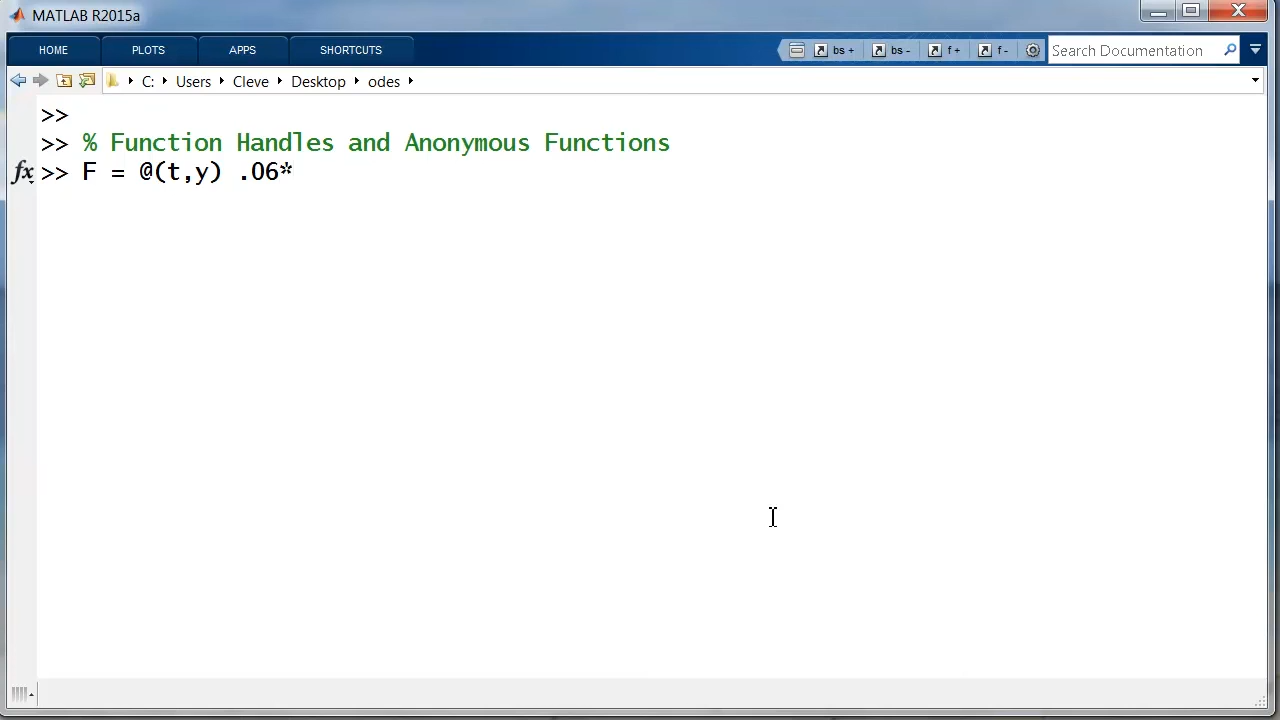 MATLAB R2015a
HOME PLOTS APPS SHORTCUTS bs + bs - f + f - Search Documentation
C: Users Cleve Desktop odes
>>
>> % Function Handles and Anonymous Functions
fx >> F = @(t,y) .06*